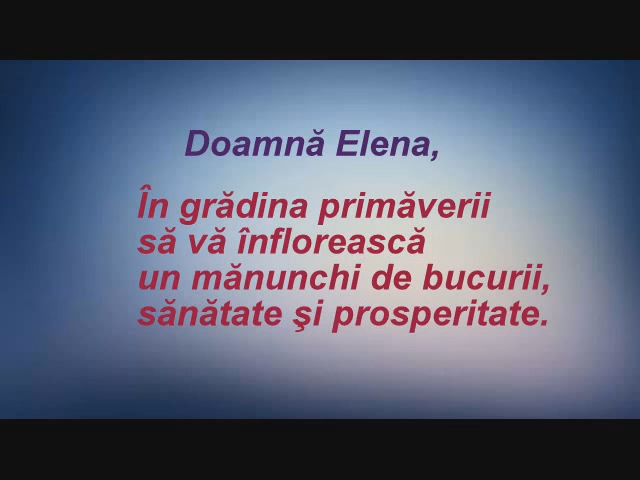 Doamnă Elena,
În grădina primăverii
să vă înflorească
un mănunchi de bucurii,
sănătate şi prosperitate.